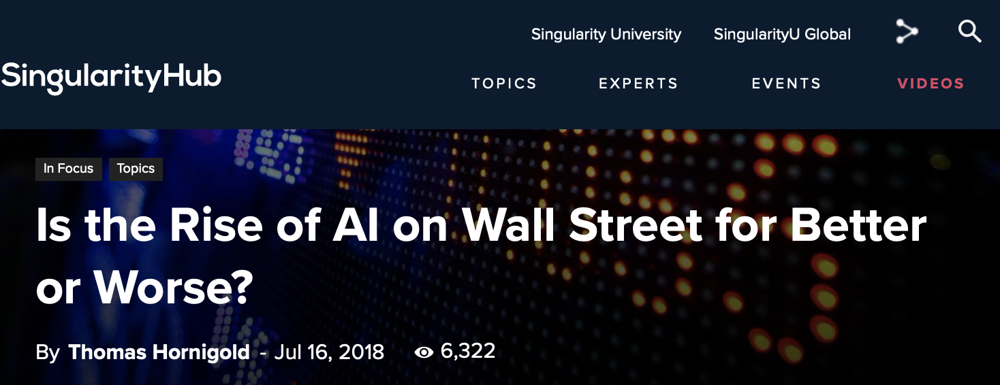 Singularity University SingularityU Global
SingularityHub
TOPICS EXPERTS EVENTS VIDEOS
In Focus Topics
Is the Rise of AI on Wall Street for Better
or Worse?
By Thomas Hornigold - Jul 16, 2018 6,322